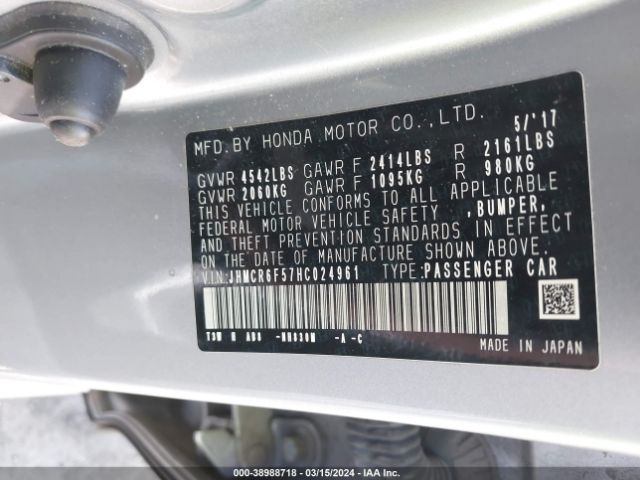 MFD. BY HONDA MOTOR CO.,LTD. 5/'17
GVWR 4542LBS GAWR F 2414LBS R 2161LBS
GVWR 2060KG GAWR F 1095KG R 980KG
THIS VEHICLE CONFORMS TO ALL APPLICABLE
FEDERAL MOTOR VEHICLE SAFETY ,BUMPER,
AND THEFT PREVENTION STANDARDS IN EFFECT
ON THE DATE OF MANUFACTURE SHOWN ABOVE.
VIN:JHMCR6F57HC024961 TYPE:PASSENGER CAR
T3W H AD8 -NH830M -A -C
MADE IN JAPAN
000-38988718 - 03/15/2024 - IAA Inc.